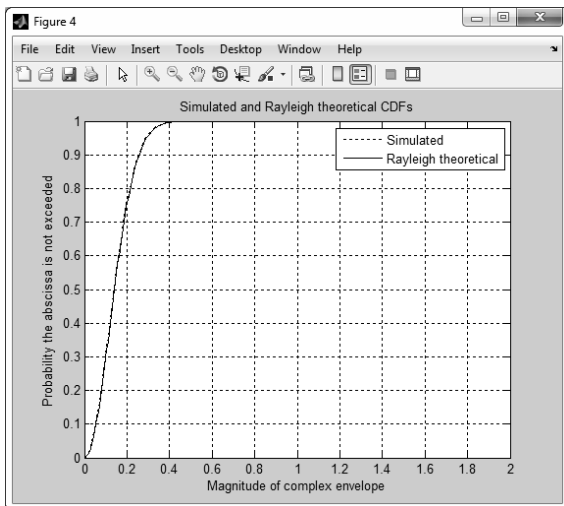 Figure 4
File Edit View Insert Tools Desktop Window Help
Simulated and Rayleigh theoretical CDFs
Simulated
Rayleigh theoretical
Probability the abscissa is not exceeded
1
0.9
0.8
0.7
0.6
0.5
0.4
0.3
0.2
0.1
0
0 0.2 0.4 0.6 0.8 1 1.2 1.4 1.6 1.8 2
Magnitude of complex envelope